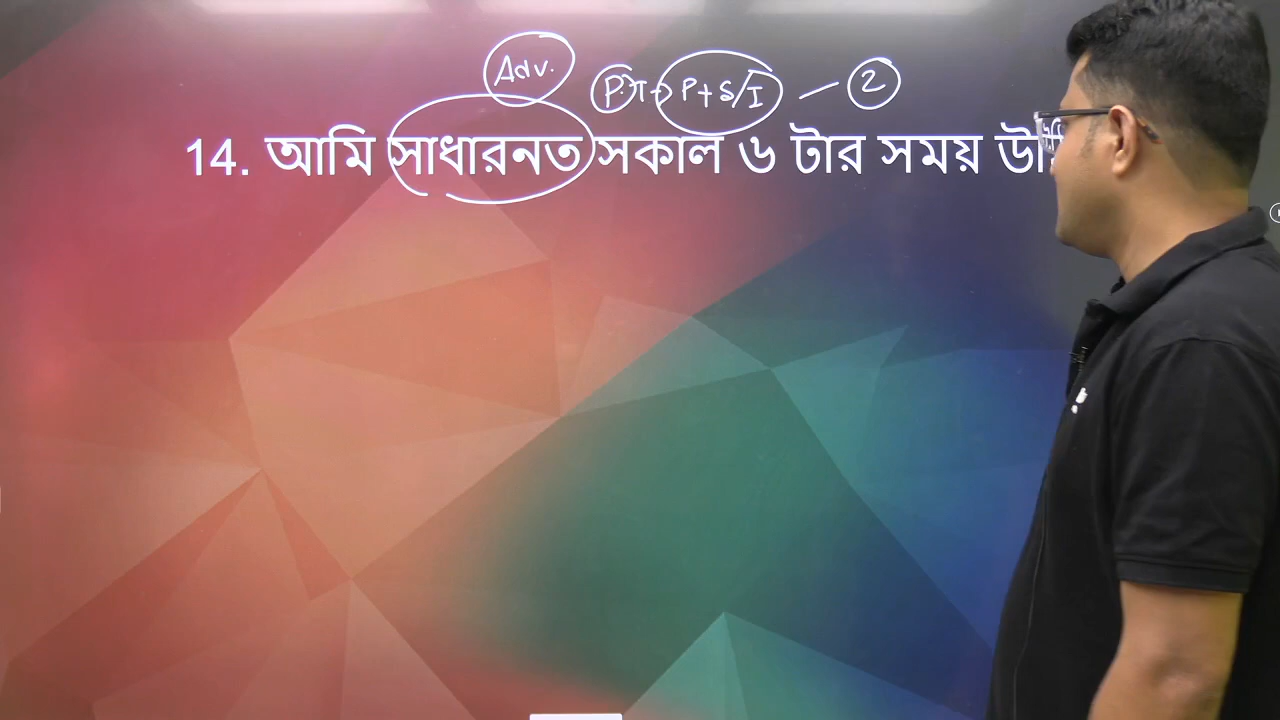 Adv. P.T → P+S/I — 2
14. আমি সাধারনত সকাল ৬ টার সময়